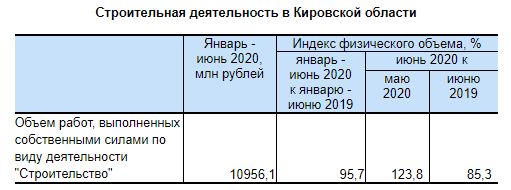 Строительная деятельность в Кировской области
Январь - июнь 2020, млн рублей
Индекс физического объема, %
январь - июнь 2020 к январю - июню 2019
июнь 2020 к
маю 2020
июню 2019
Объем работ, выполненных
собственными силами по
виду деятельности
"Строительство" 10956,1 95,7 123,8 85,3